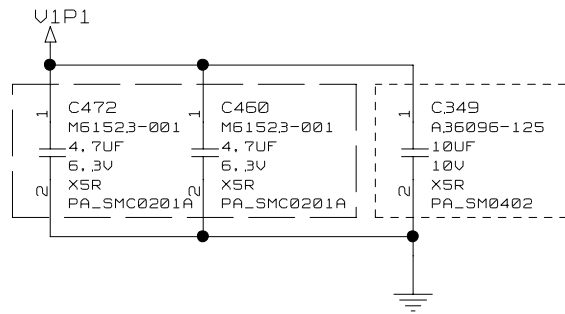 V1P1
1
C472
M61523-001
4.7UF
6.3V
X5R
PA_SMC0201A
2
1
C460
M61523-001
4.7UF
6.3V
X5R
PA_SMC0201A
2
1
C349
A36096-125
10UF
10V
X5R
PA_SM0402
2